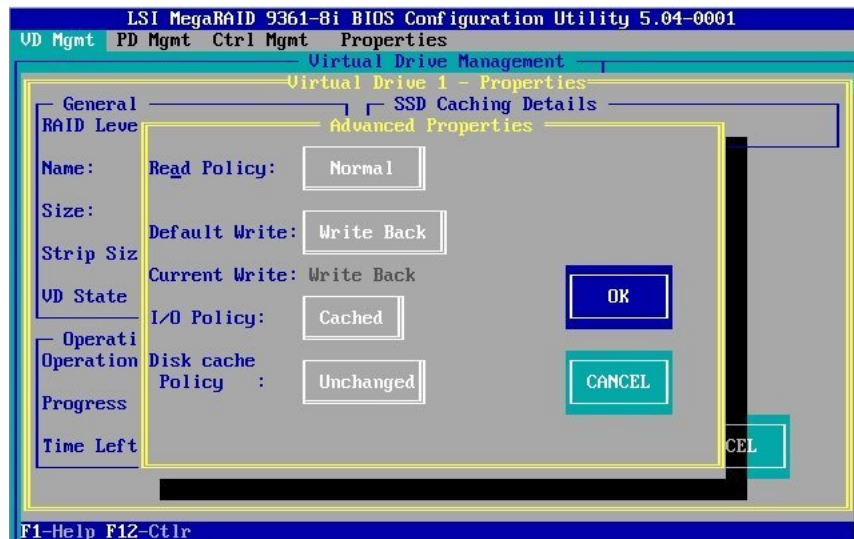 LSI MegaRAID 9361-8i BIOS Configuration Utility 5.04-0001
VD Mgmt PD Mgmt Ctrl Mgmt Properties
Virtual Drive Management
Virtual Drive 1 - Properties
General
SSD Caching Details
RAID Leve
Advanced Properties
Name:
Read Policy: Normal
Size:
Default Write: Write Back
Strip Siz
Current Write: Write Back
VD State
OK
I/O Policy: Cached
Operati
Operation
Disk cache
Policy : Unchanged
CANCEL
Progress
Time Left
CEL
F1-Help F12-Ctlr